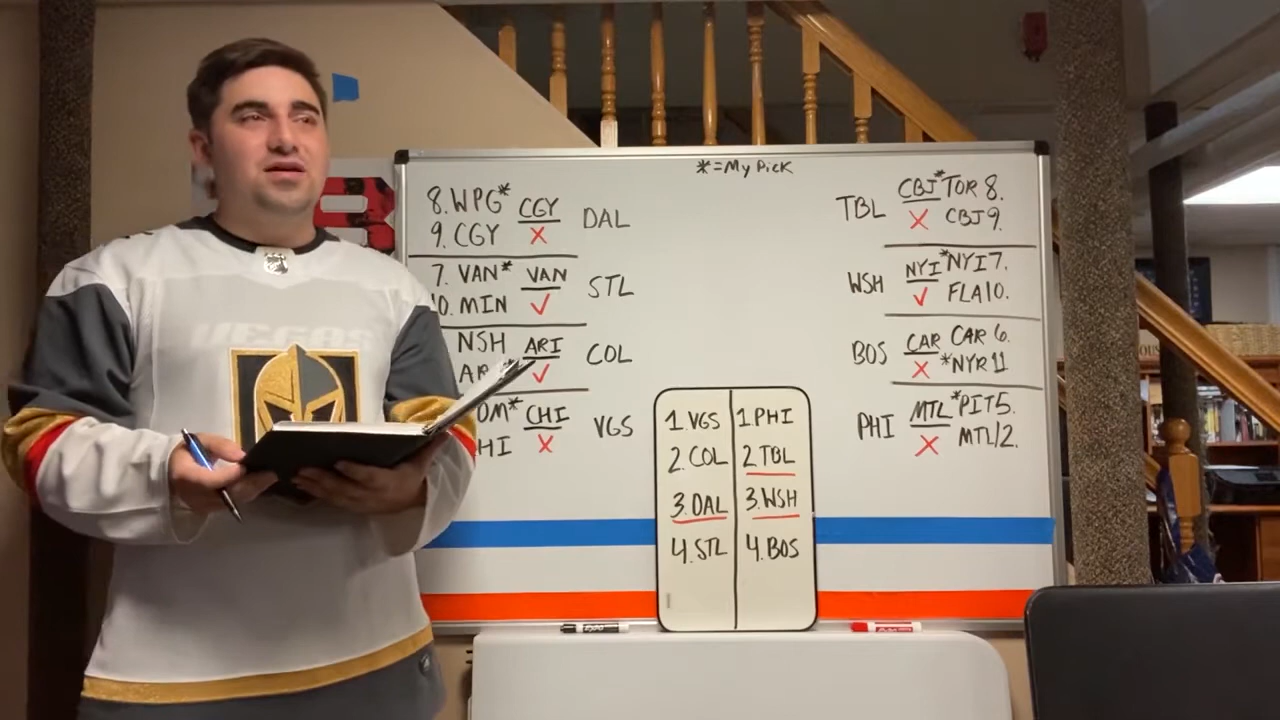 *=My Pick
8. WPG* CGY DAL
9. CGY X
7. VAN* VAN STL
0. MIN ✓
NSH ARI COL
AR ✓
OM* CHI VGS
HI X
TBL CBJ *TOR 8.
X CBJ 9.
WSH NYI *NYI 7.
✓ FLA 10.
BOS CAR CAR 6.
X *NYR 11
PHI MTL *PIT 5.
X MTL 12.
1. VGS 1. PHI
2. COL 2. TBL
3. DAL 3. WSH
4. STL 4. BOS
VEGAS